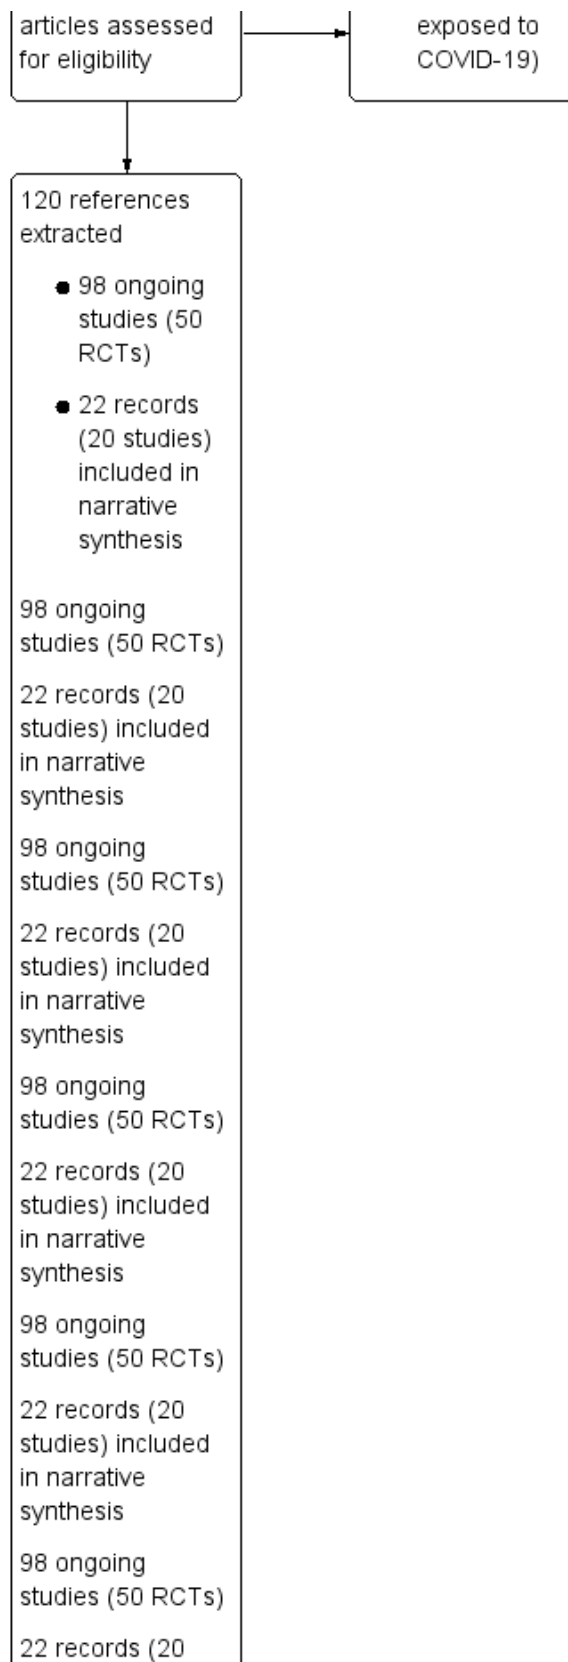 articles assessed
for eligibility
exposed to
COVID-19)
120 references
extracted
● 98 ongoing
studies (50
RCTs)
● 22 records
(20 studies)
included in
narrative
synthesis
98 ongoing
studies (50 RCTs)
22 records (20
studies) included
in narrative
synthesis
98 ongoing
studies (50 RCTs)
22 records (20
studies) included
in narrative
synthesis
98 ongoing
studies (50 RCTs)
22 records (20
studies) included
in narrative
synthesis
98 ongoing
studies (50 RCTs)
22 records (20
studies) included
in narrative
synthesis
98 ongoing
studies (50 RCTs)
22 records (20